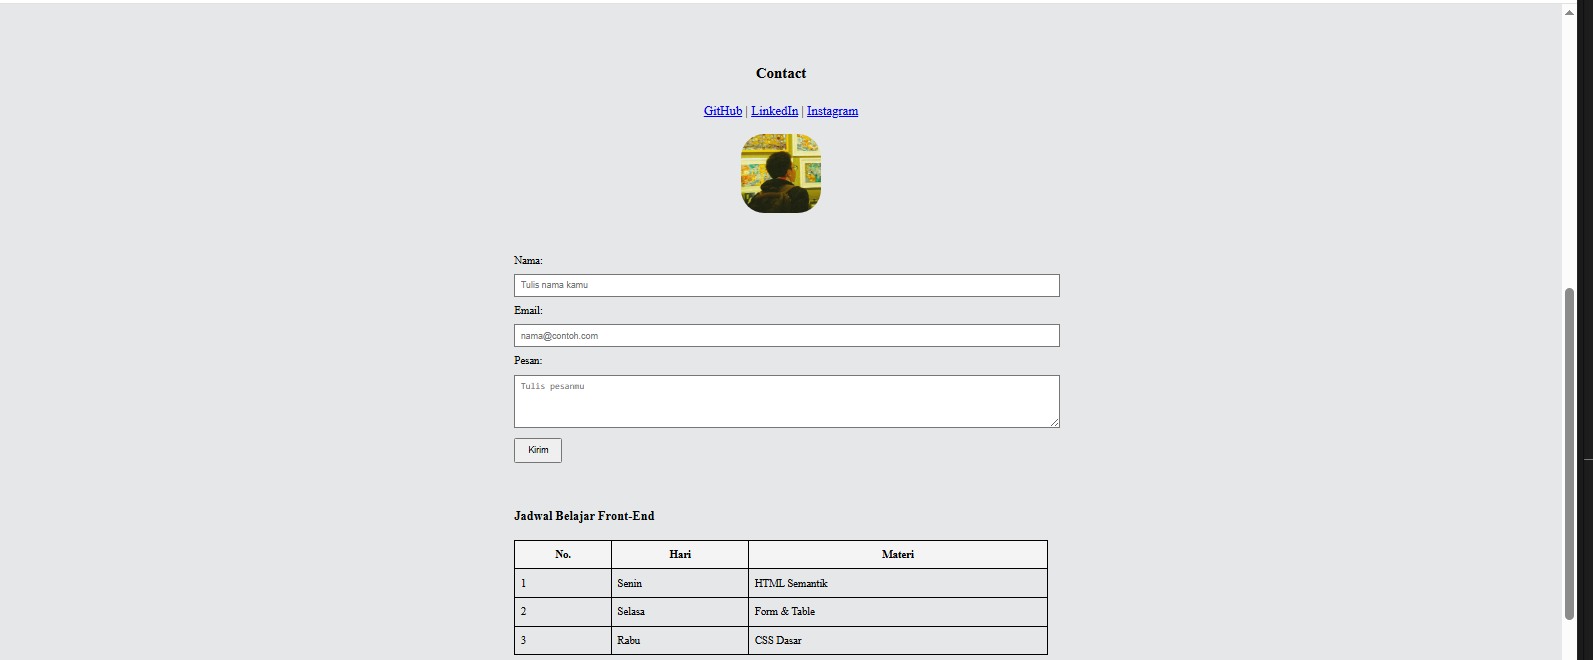 Contact
GitHub | LinkedIn | Instagram
Nama:
Tulis nama kamu
Email:
nama@contoh.com
Pesan:
Tulis pesanmu
Kirim
Jadwal Belajar Front-End
No. Hari Materi
1 Senin HTML Semantik
2 Selasa Form & Table
3 Rabu CSS Dasar